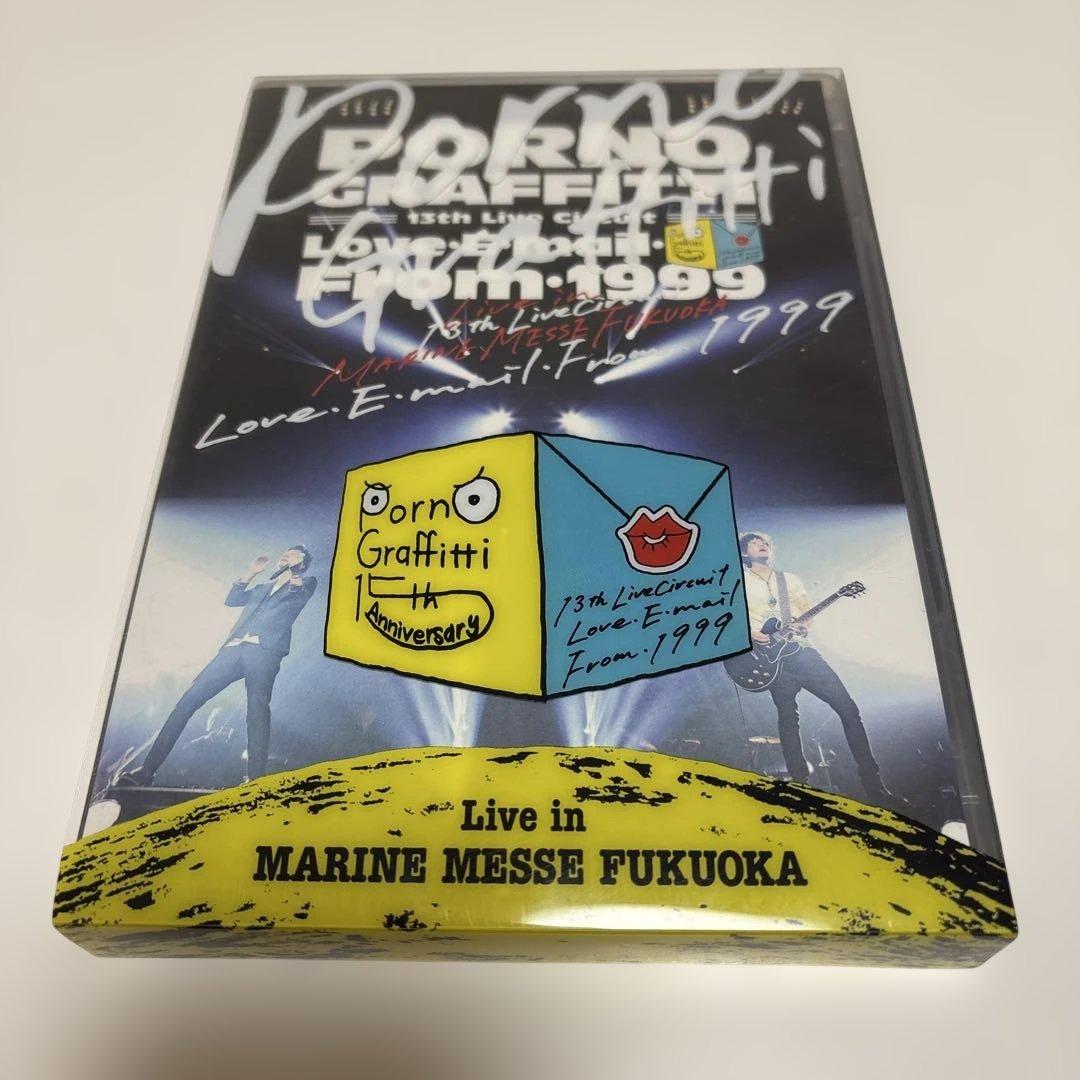 Porno
Graffitti
PORNO
GRAFFITTI
13th Live Circuit
Love·E·mail·
From·1999
Live in
MARINE MESSE FUKUOKA
13th LiveCircuit
Love·E·mail·From 1999
Porno
Graffitti
15th
Anniversary
13th LiveCircuit
Love·E·mail
From·1999
Live in
MARINE MESSE FUKUOKA